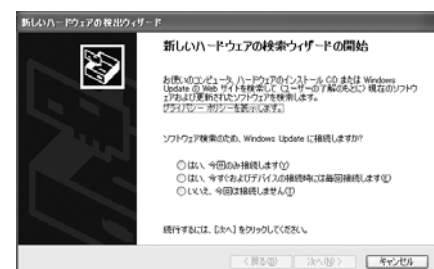 新しいハードウェアの検出ウィザード
新しいハードウェアの検索ウィザードの開始
お使いのコンピュータ、ハードウェアのインストール CD または Windows
Update の Web サイトを検索して (ユーザーの了解のもとに) 現在のソフトウ
ェアおよび更新されたソフトウェアを検索します。
プライバシー ポリシーを表示します。
ソフトウェア検索のため、Windows Update に接続しますか?
はい、今回のみ接続します(Y)
はい、今すぐおよびデバイスの接続時には毎回接続します(E)
いいえ、今回は接続しません(T)
続行するには、[次へ] をクリックしてください。
< 戻る(B)
次へ(N) >
キャンセル